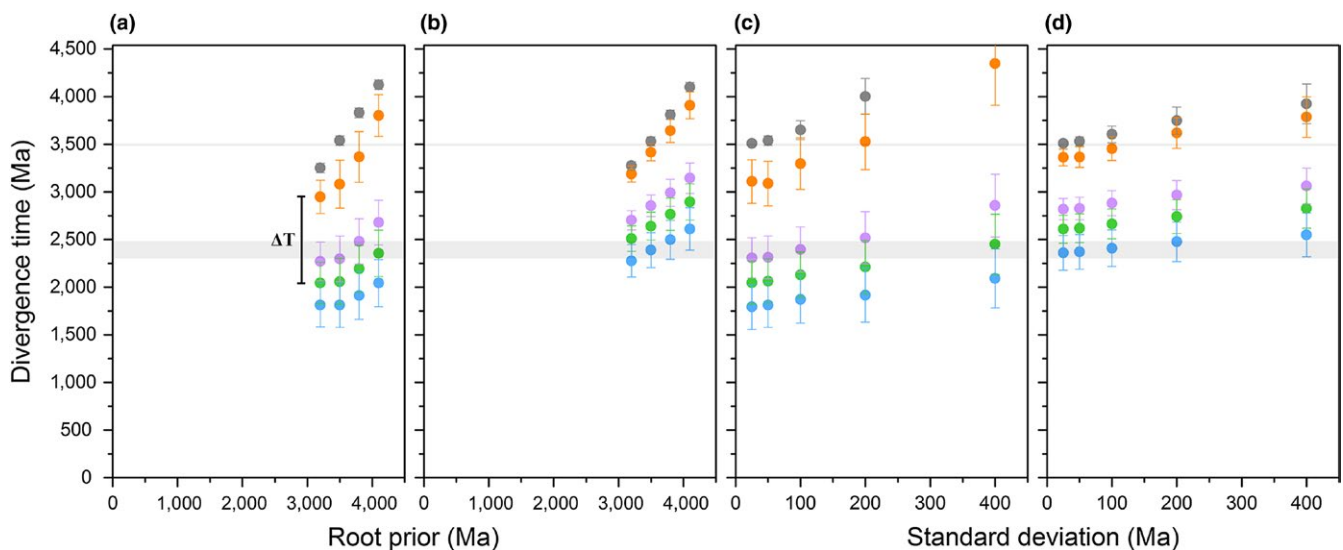 (a) (b) (c) (d)
4,500
4,000
3,500
3,000
2,500
2,000
1,500
1,000
500
0
Divergence time (Ma)
ΔT
0 1,000 2,000 3,000 4,000 0 1,000 2,000 3,000 4,000 0 100 200 300 400 0 100 200 300 400
Root prior (Ma) Standard deviation (Ma)